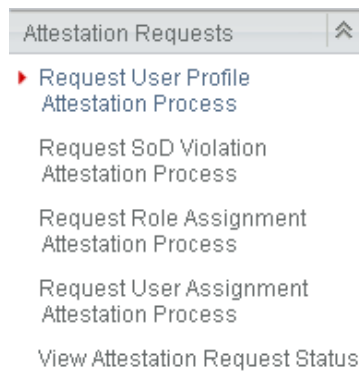 Attestation Requests
Request User Profile
Attestation Process
Request SoD Violation
Attestation Process
Request Role Assignment
Attestation Process
Request User Assignment
Attestation Process
View Attestation Request Status